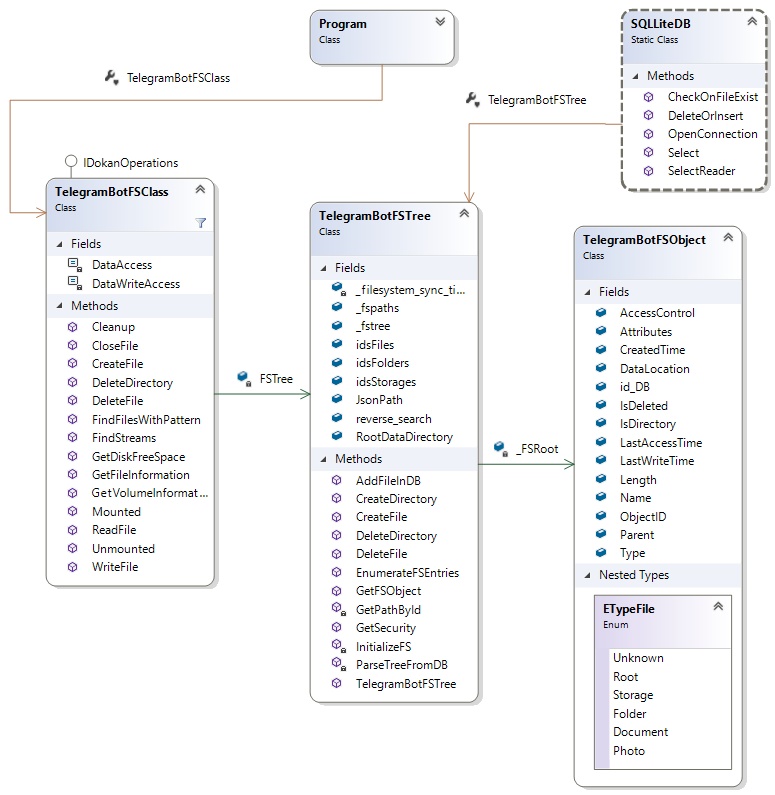 Program
Class
TelegramBotFSClass
SQLLiteDB
Static Class
Methods
CheckOnFileExist
DeleteOrInsert
OpenConnection
Select
SelectReader
TelegramBotFSTree
IDokanOperations
TelegramBotFSClass
Class
Fields
DataAccess
DataWriteAccess
Methods
Cleanup
CloseFile
CreateFile
DeleteDirectory
DeleteFile
FindFilesWithPattern
FindStreams
GetDiskFreeSpace
GetFileInformation
GetVolumeInformat...
Mounted
ReadFile
Unmounted
WriteFile
FSTree
TelegramBotFSTree
Class
Fields
_filesystem_sync_ti...
_fspaths
_fstree
idsFiles
idsFolders
idsStorages
JsonPath
reverse_search
RootDataDirectory
Methods
AddFileInDB
CreateDirectory
CreateFile
DeleteDirectory
DeleteFile
EnumerateFSEntries
GetFSObject
GetPathById
GetSecurity
InitializeFS
ParseTreeFromDB
TelegramBotFSTree
_FSRoot
TelegramBotFSObject
Class
Fields
AccessControl
Attributes
CreatedTime
DataLocation
id_DB
IsDeleted
IsDirectory
LastAccessTime
LastWriteTime
Length
Name
ObjectID
Parent
Type
Nested Types
ETypeFile
Enum
Unknown
Root
Storage
Folder
Document
Photo